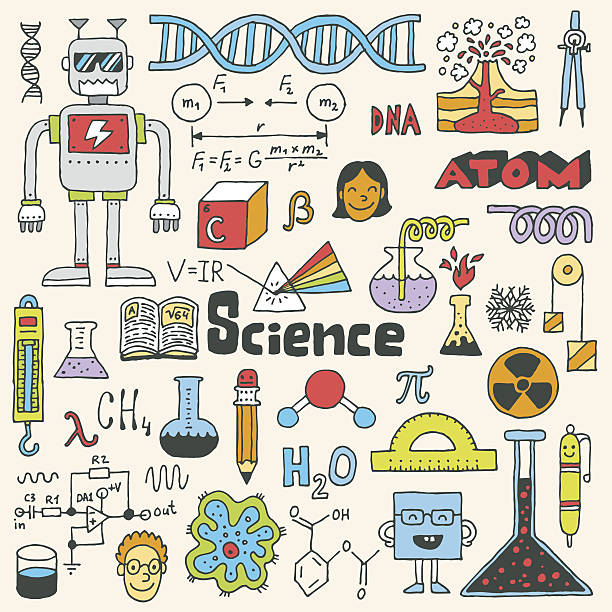 F₁ F₂
m₁ m₂
r
F₁ = F₂ = G m₁ × m₂ / r²
DNA
ATOM
6
C
β
V=IR
A √64
Science
λ
CH₄
π
H₂O
R2
C3 R1 DA1 +V
in out
-V
O OH
O O